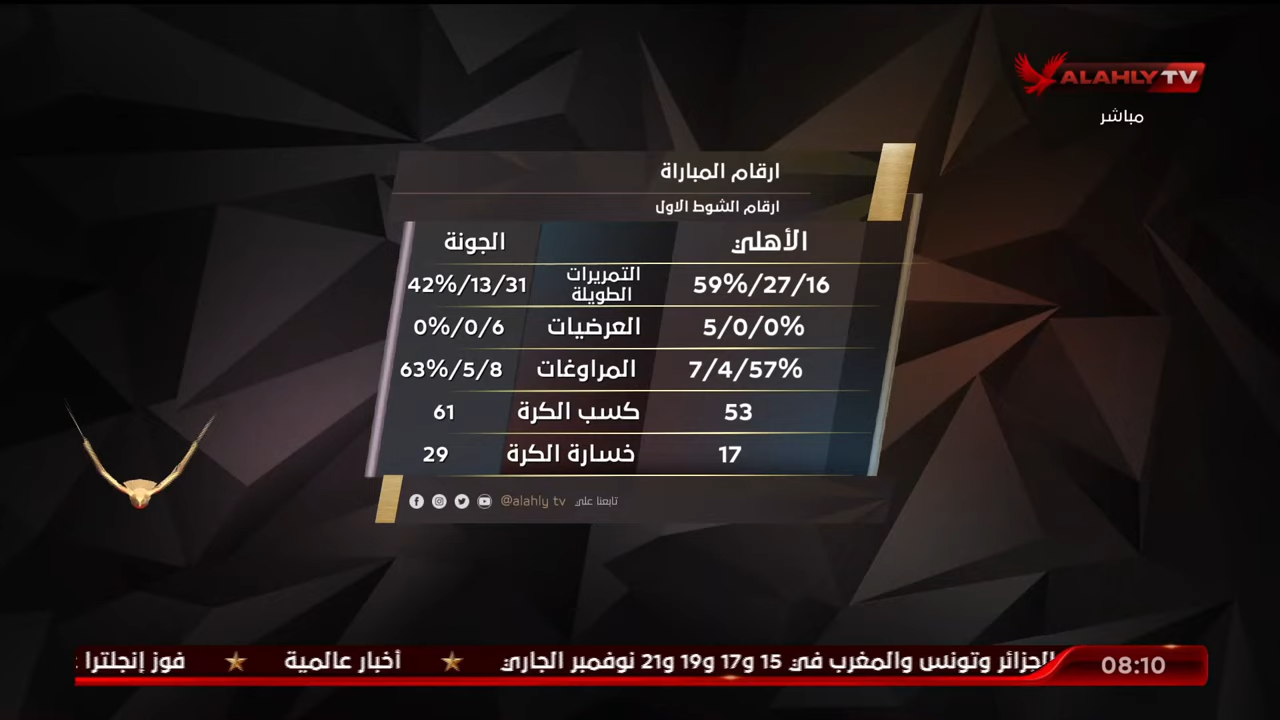 ALAHLY TV
مباشر
ارقام المباراة
ارقام الشوط الاول
الأهلي الجونة
59%/27/16 التمريرات الطويلة 42%/13/31
5/0/0% العرضيات 0%/0/6
7/4/57% المراوغات 63%/5/8
53 كسب الكرة 61
17 خسارة الكرة 29
تابعنا علي @alahly tv
08:10 الجزائر وتونس والمغرب في 15 و17 و19 و21 نوفمبر الجاري أخبار عالمية فوز إنجلترا